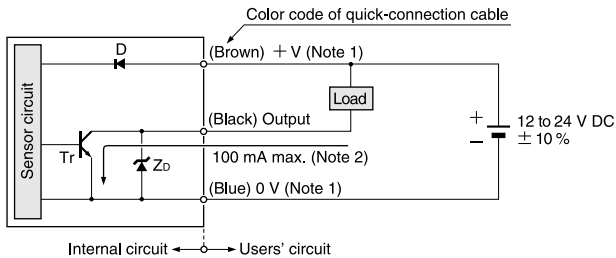 Color code of quick-connection cable
D
(Brown) + V (Note 1)
Load
Sensor circuit
(Black) Output
+
12 to 24 V DC
−
± 10 %
Tr
ZD
100 mA max. (Note 2)
(Blue) 0 V (Note 1)
Internal circuit
Users' circuit